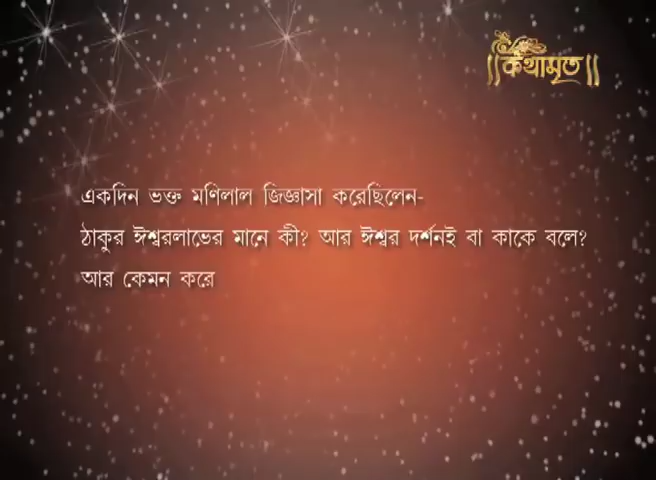 ॥কথামৃত॥
একদিন ভক্ত মণিলাল জিজ্ঞাসা করেছিলেন-
ঠাকুর ঈশ্বরলাভের মানে কী? আর ঈশ্বর দর্শনই বা কাকে বলে?
আর কেমন করে